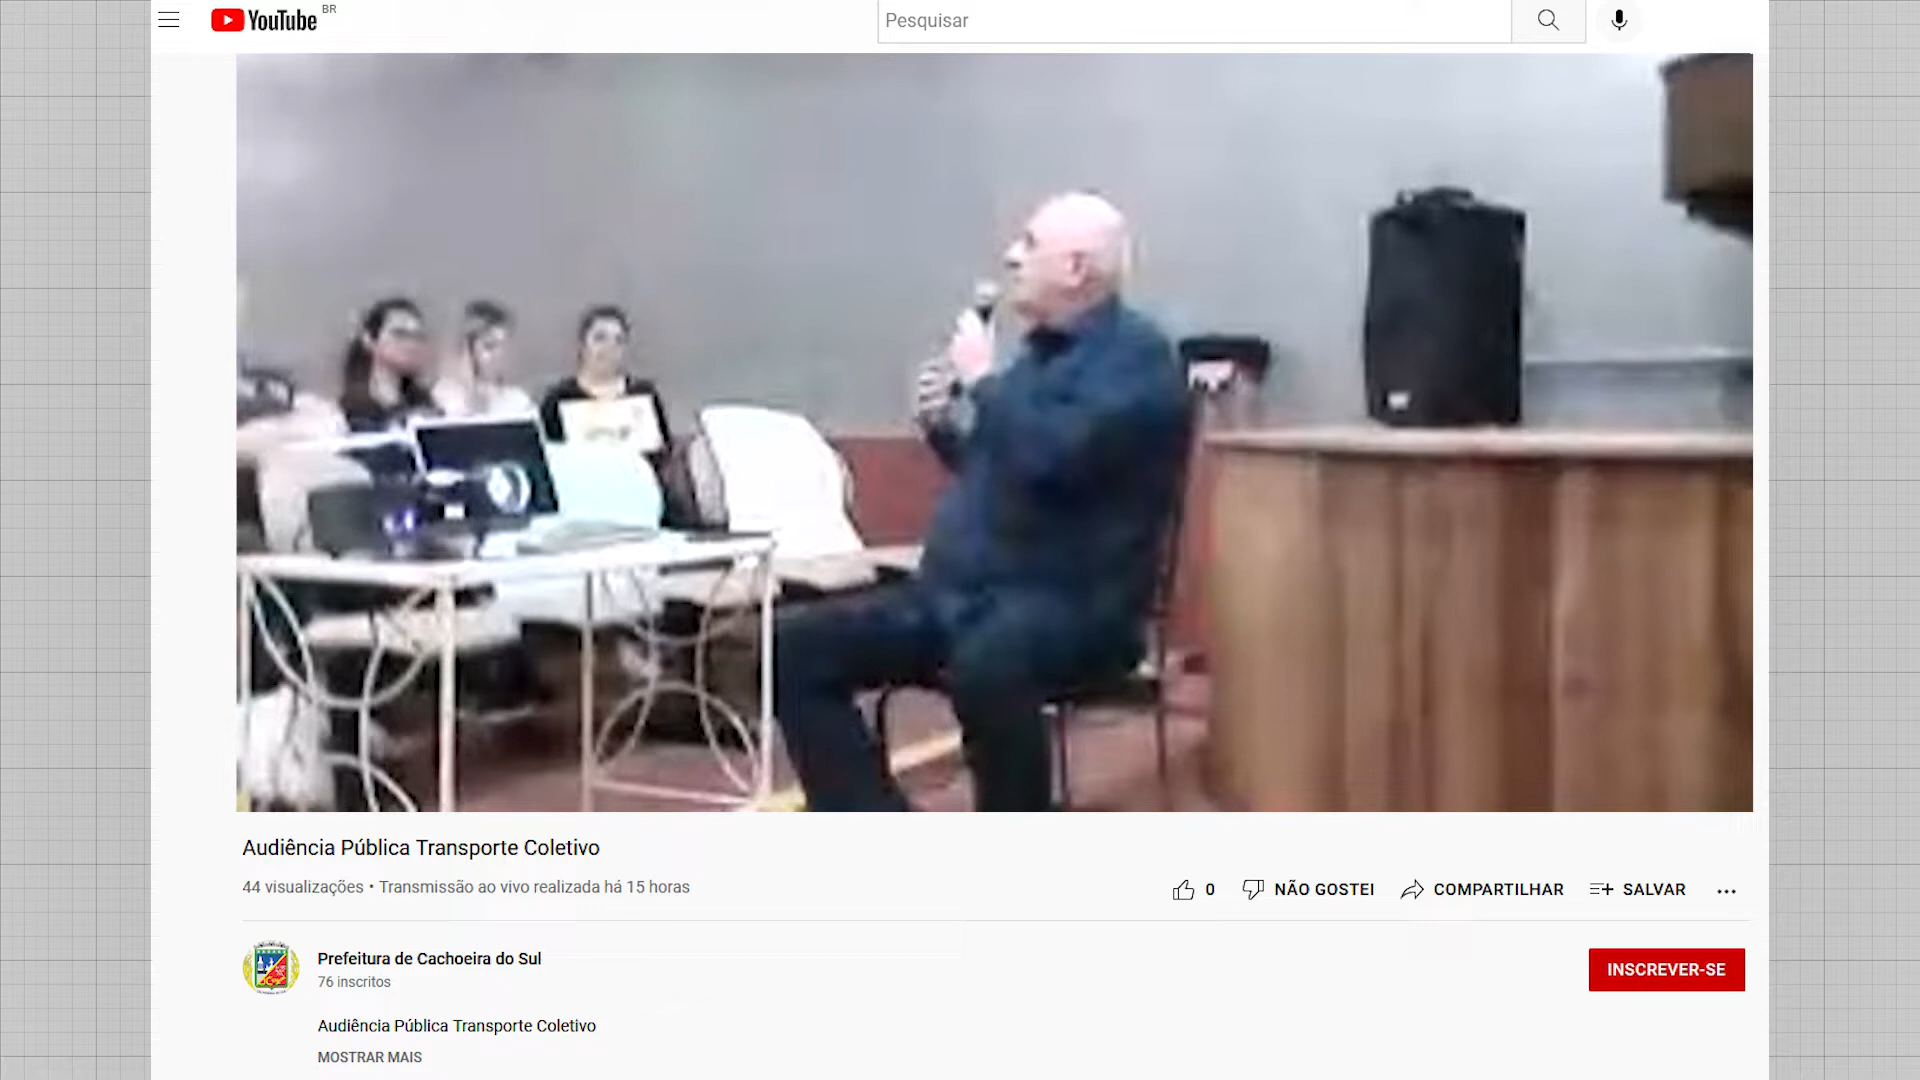 YouTube BR
Pesquisar
Audiência Pública Transporte Coletivo
44 visualizações • Transmissão ao vivo realizada há 15 horas
0 NÃO GOSTEI COMPARTILHAR SALVAR ...
Prefeitura de Cachoeira do Sul
76 inscritos
INSCREVER-SE
Audiência Pública Transporte Coletivo
MOSTRAR MAIS